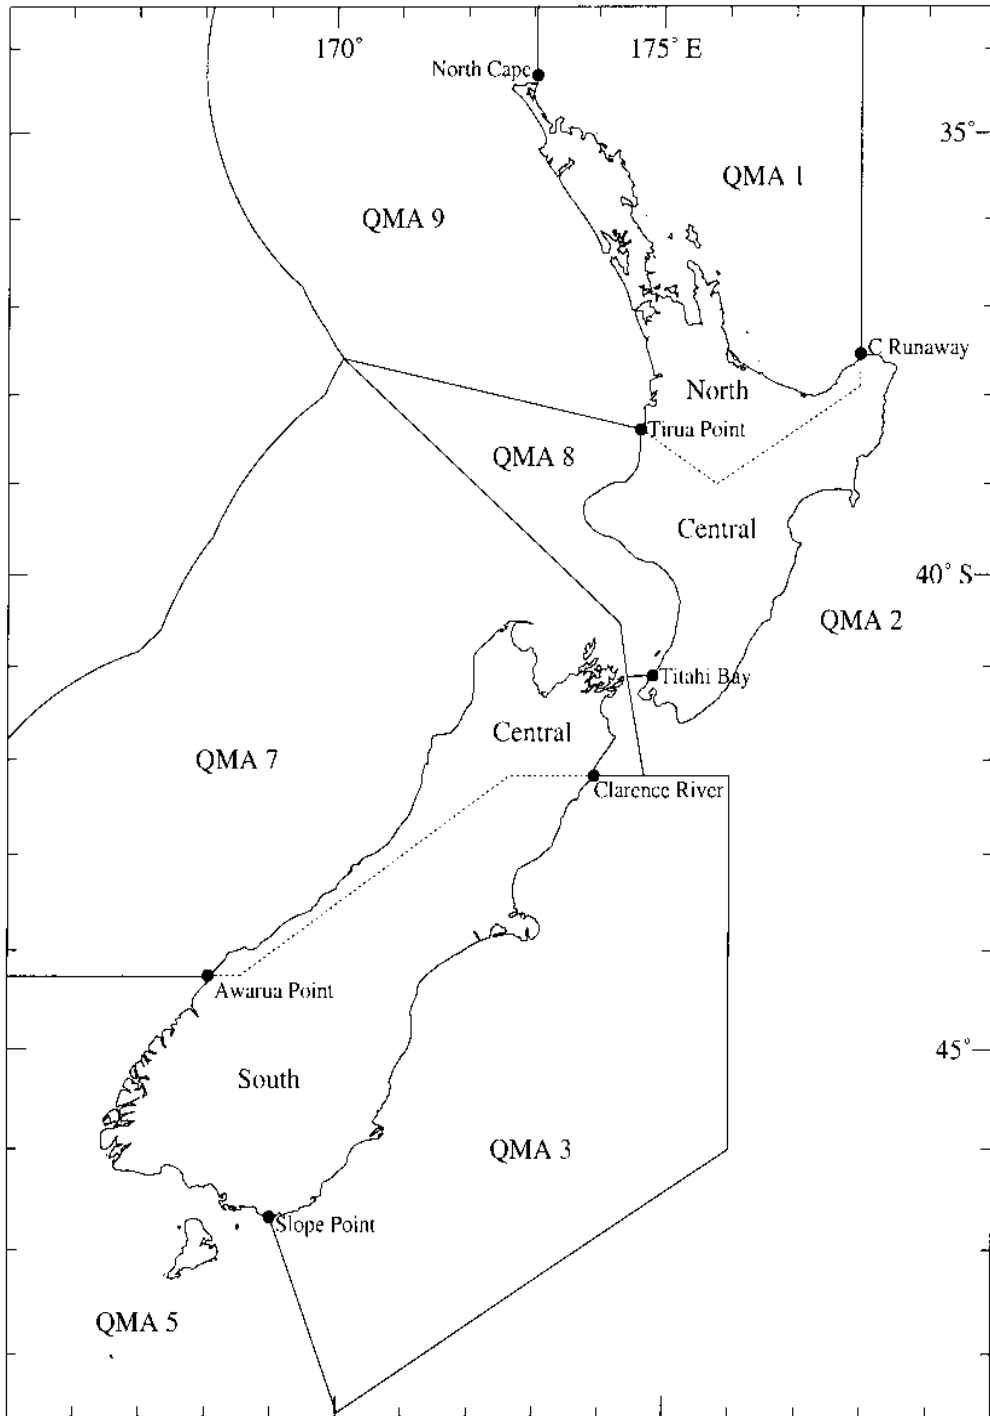 170°
175° E
North Cape
35°
QMA 1
QMA 9
C Runaway
North
Tirua Point
QMA 8
Central
40° S
QMA 2
Titahi Bay
Central
QMA 7
Clarence River
Awarua Point
45°
South
QMA 3
Slope Point
QMA 5